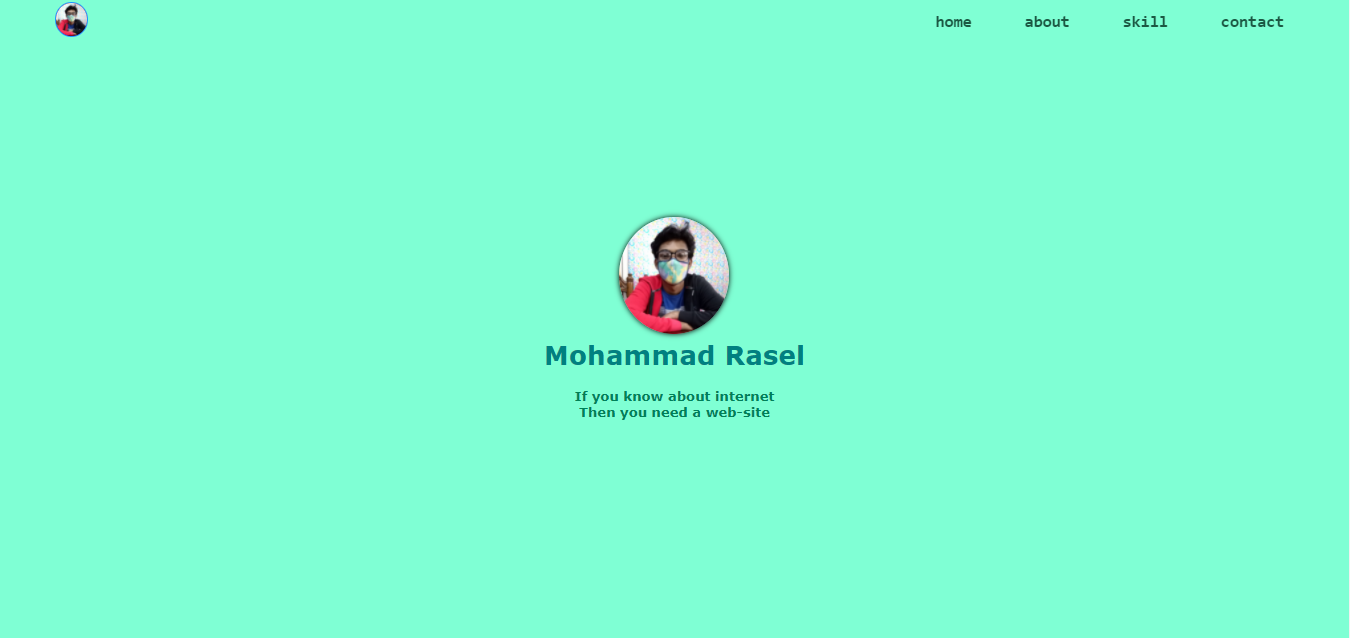 home about skill contact
Mohammad Rasel
If you know about internet
Then you need a web-site